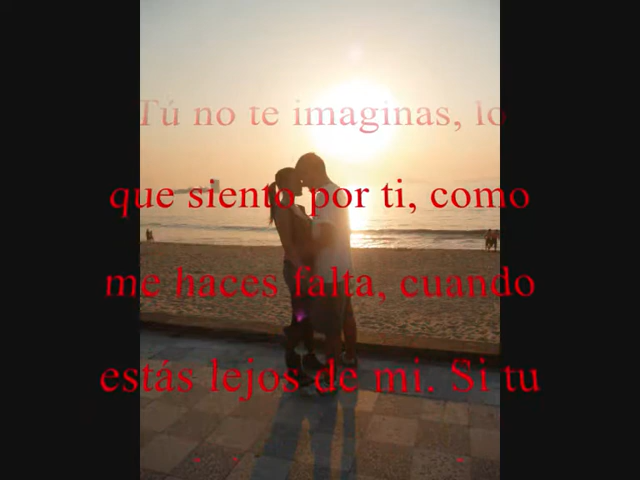 Tú no te imaginas, lo
que siento por ti, como
me haces falta, cuando
estás lejos de mi. Si tu